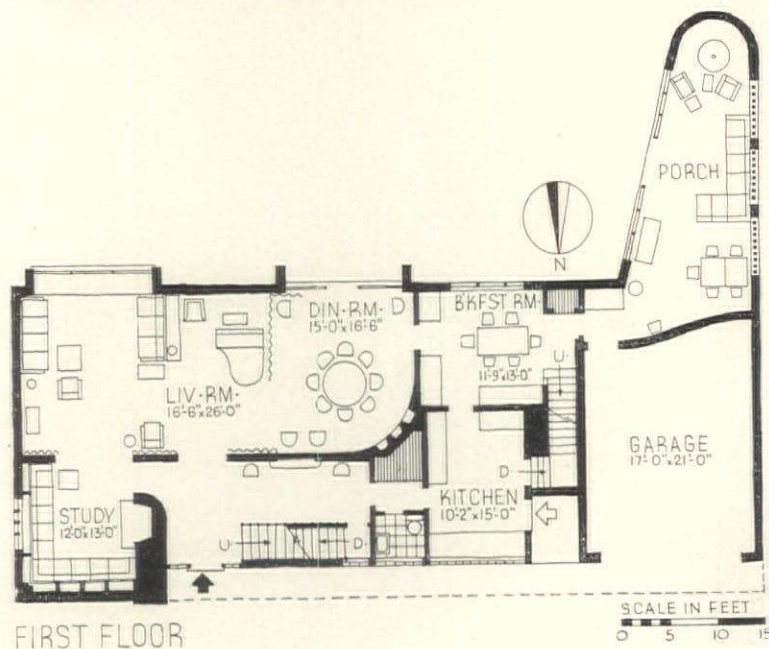 PORCH
N
DIN·RM·
15'-0"x16'-6"
D
B'KFST RM·
11'-9"x13'-0"
U·
LIV·RM·
16'-6"x26'-0"
GARAGE
17'-0"x21'-0"
D
KITCHEN
10'-2"x15'-0"
STUDY
12'-0"x13'-0"
U·
D·
SCALE IN FEET
0 5 10 15
FIRST FLOOR